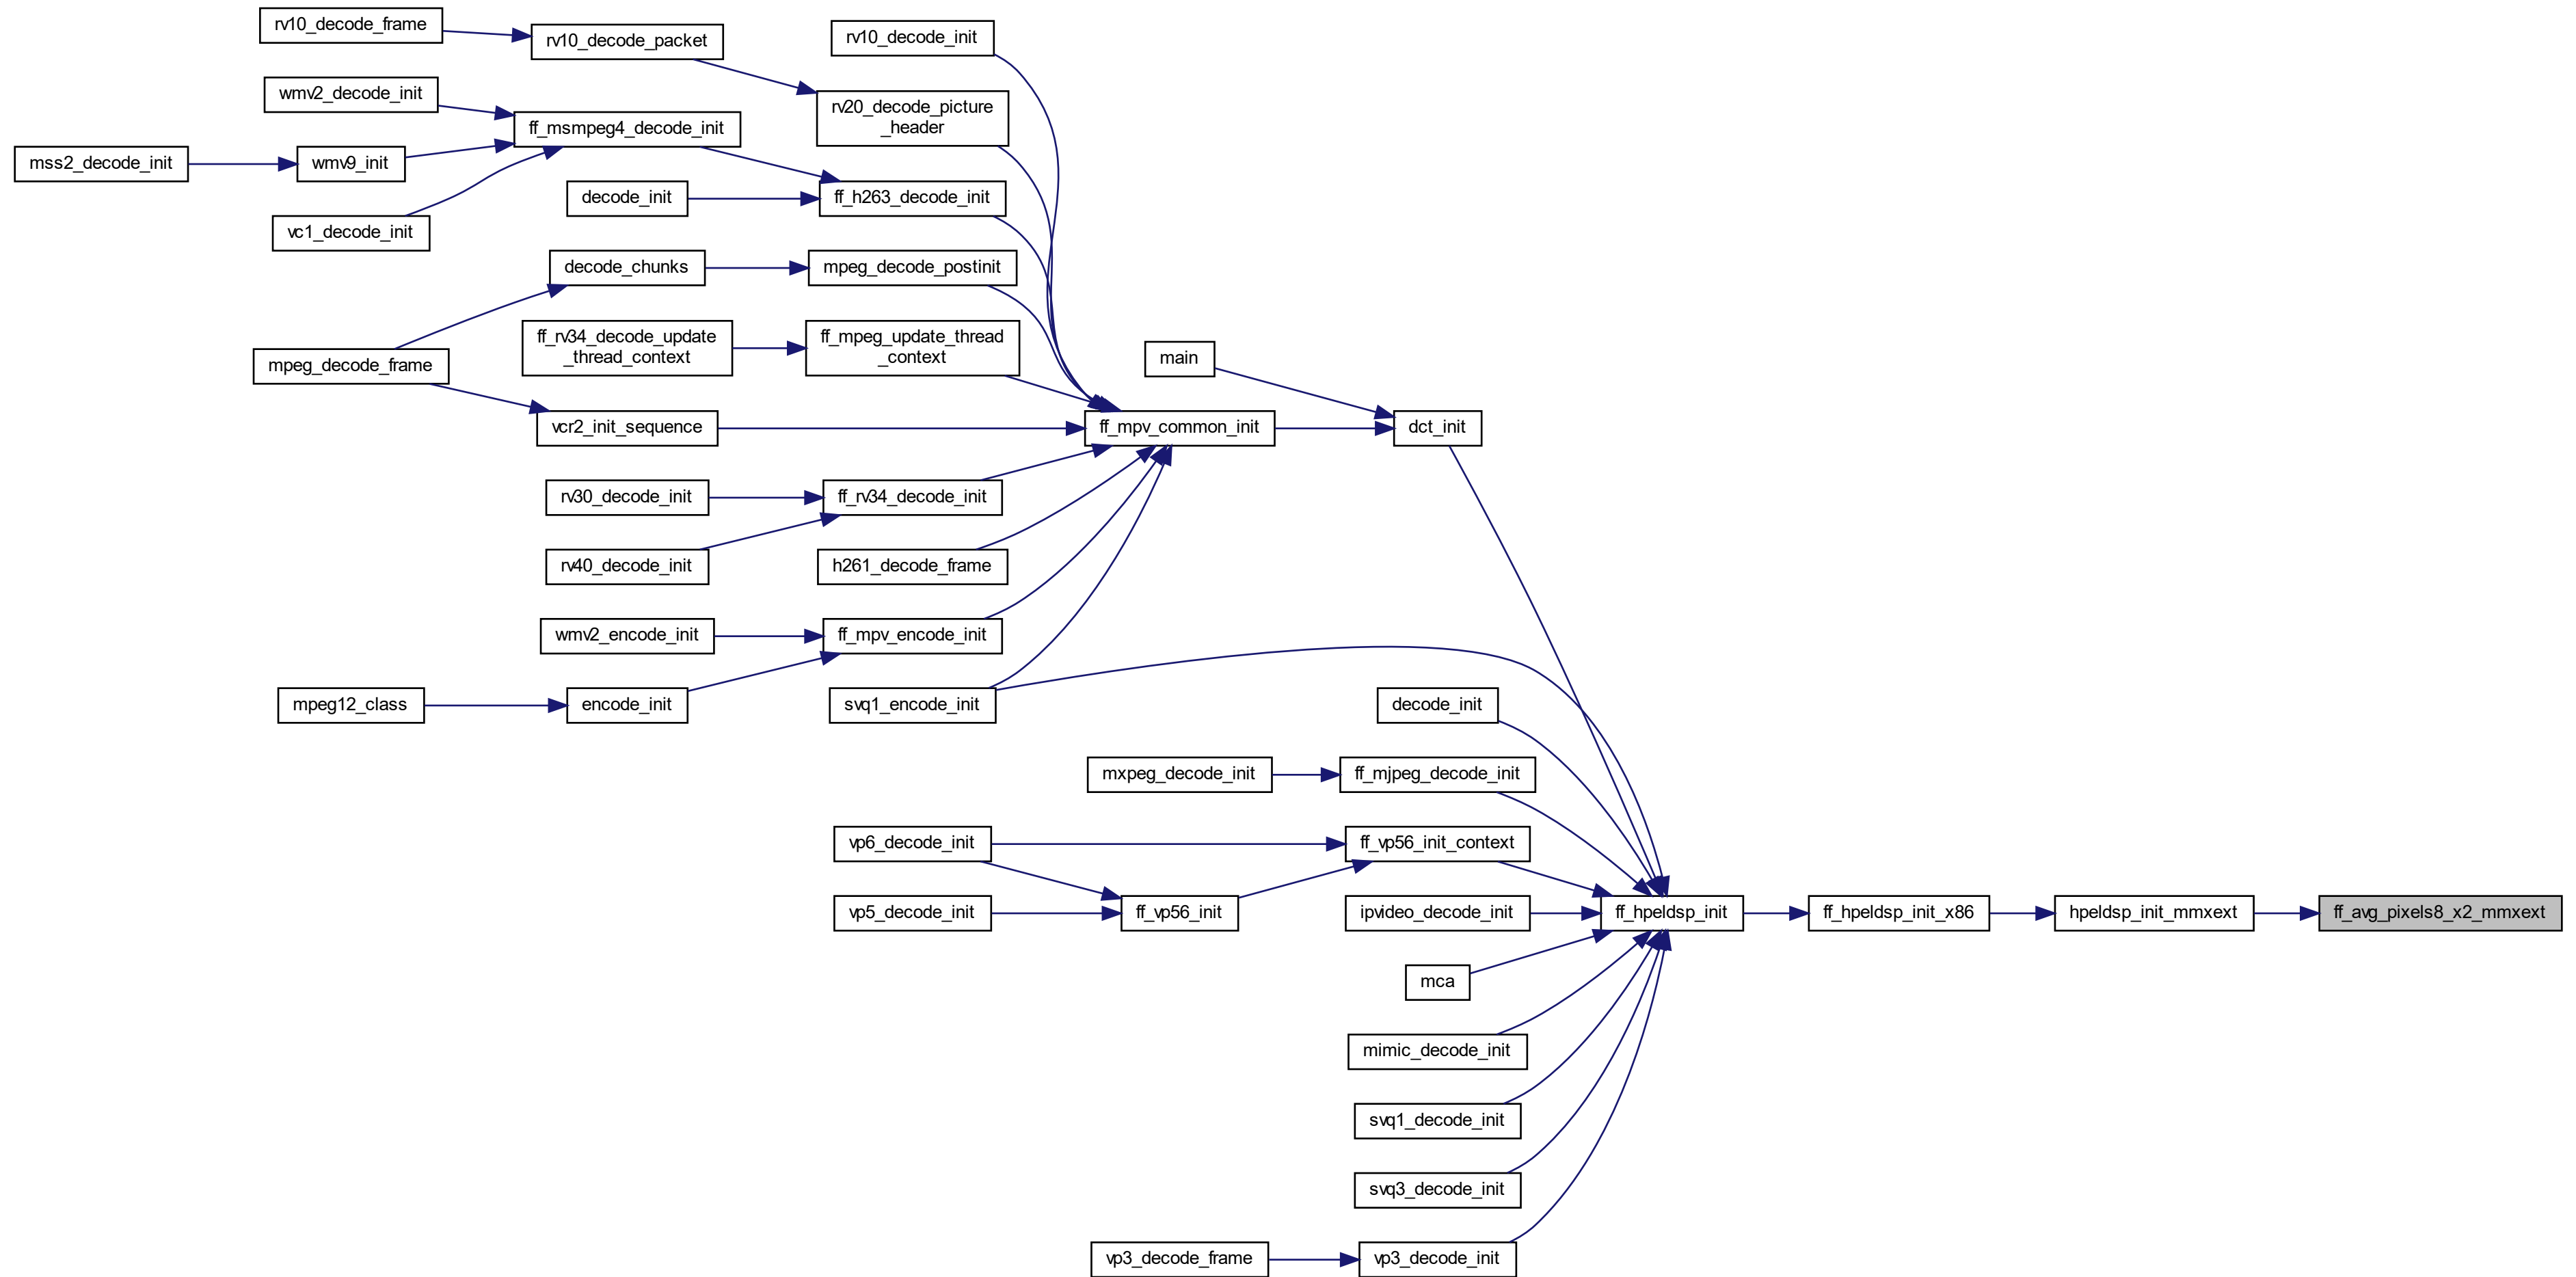 rv10_decode_frame
rv10_decode_packet
rv10_decode_init
wmv2_decode_init
rv20_decode_picture
_header
ff_msmpeg4_decode_init
mss2_decode_init
wmv9_init
decode_init
ff_h263_decode_init
vc1_decode_init
decode_chunks
mpeg_decode_postinit
ff_rv34_decode_update
_thread_context
ff_mpeg_update_thread
_context
main
mpeg_decode_frame
vcr2_init_sequence
ff_mpv_common_init
dct_init
rv30_decode_init
ff_rv34_decode_init
rv40_decode_init
h261_decode_frame
wmv2_encode_init
ff_mpv_encode_init
mpeg12_class
encode_init
svq1_encode_init
decode_init
mxpeg_decode_init
ff_mjpeg_decode_init
vp6_decode_init
ff_vp56_init_context
vp5_decode_init
ff_vp56_init
ipvideo_decode_init
ff_hpeldsp_init
ff_hpeldsp_init_x86
hpeldsp_init_mmxext
ff_avg_pixels8_x2_mmxext
mca
mimic_decode_init
svq1_decode_init
svq3_decode_init
vp3_decode_frame
vp3_decode_init